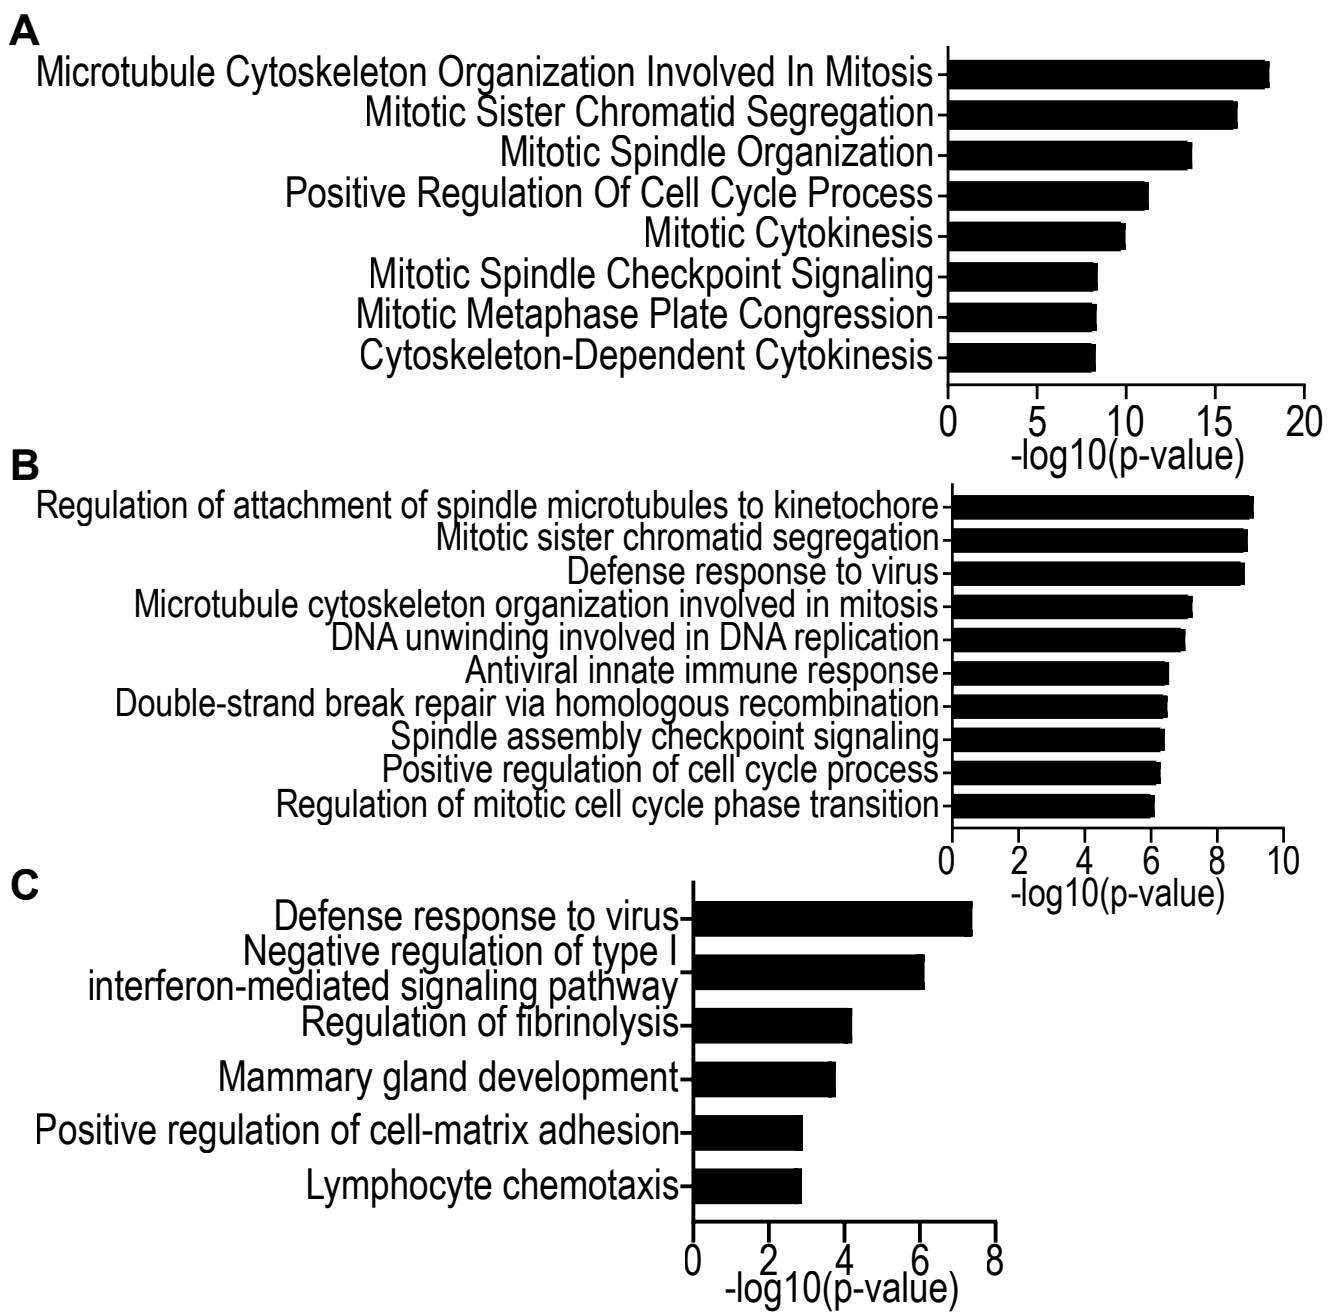 A
Microtubule Cytoskeleton Organization Involved In Mitosis
Mitotic Sister Chromatid Segregation
Mitotic Spindle Organization
Positive Regulation Of Cell Cycle Process
Mitotic Cytokinesis
Mitotic Spindle Checkpoint Signaling
Mitotic Metaphase Plate Congression
Cytoskeleton-Dependent Cytokinesis
0 5 10 15 20
-log10(p-value)
B
Regulation of attachment of spindle microtubules to kinetochore
Mitotic sister chromatid segregation
Defense response to virus
Microtubule cytoskeleton organization involved in mitosis
DNA unwinding involved in DNA replication
Antiviral innate immune response
Double-strand break repair via homologous recombination
Spindle assembly checkpoint signaling
Positive regulation of cell cycle process
Regulation of mitotic cell cycle phase transition
0 2 4 6 8 10
-log10(p-value)
C
Defense response to virus
Negative regulation of type I
interferon-mediated signaling pathway
Regulation of fibrinolysis
Mammary gland development
Positive regulation of cell-matrix adhesion
Lymphocyte chemotaxis
0 2 4 6 8
-log10(p-value)